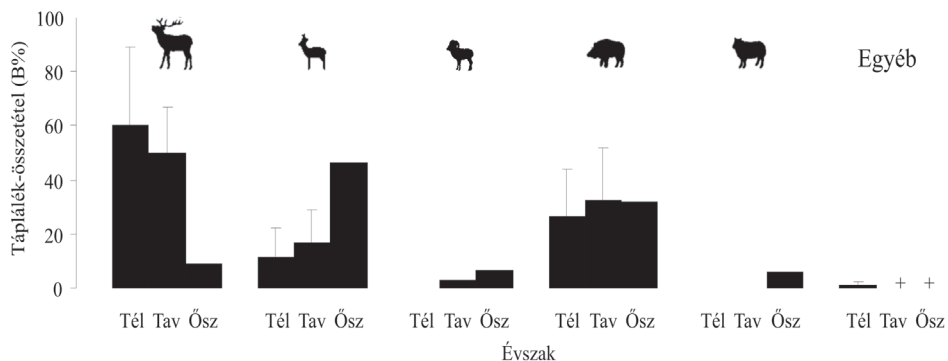 Táplálék-összetétel (B%)
100
80
60
40
20
0
Egyéb
+ +
Tél Tav Ősz Tél Tav Ősz Tél Tav Ősz Tél Tav Ősz Tél Tav Ősz Tél Tav Ősz
Évszak